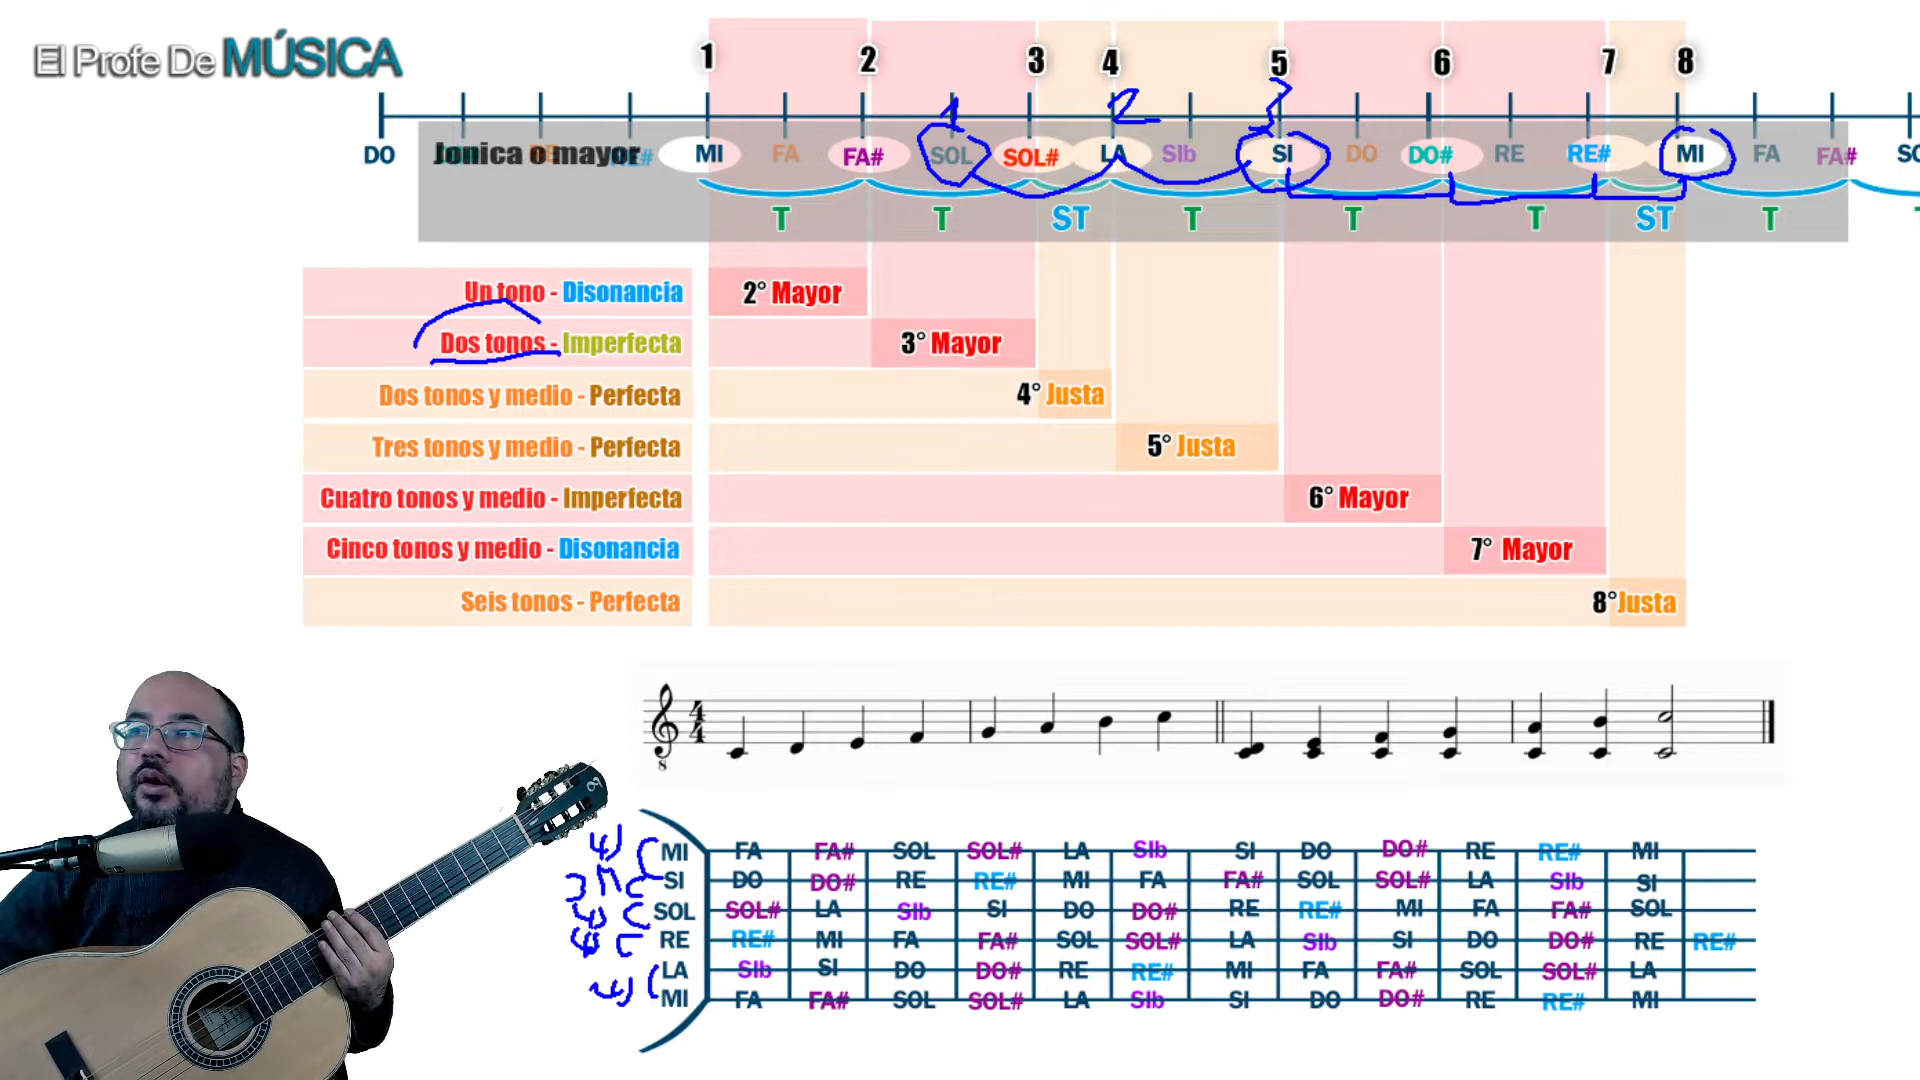 El Profe De MÚSICA
1 2 3 4 5 6 7 8
1 2 3
DO Jonica o mayor MI FA FA# SOL SOL# LA SIb SI DO DO# RE RE# MI FA FA#
T T ST T T T ST T
Un tono - Disonancia 2° Mayor
Dos tonos - Imperfecta 3° Mayor
Dos tonos y medio - Perfecta 4° Justa
Tres tonos y medio - Perfecta 5° Justa
Cuatro tonos y medio - Imperfecta 6° Mayor
Cinco tonos y medio - Disonancia 7° Mayor
Seis tonos - Perfecta 8° Justa
4 4
8
MI FA FA# SOL SOL# LA SIb SI DO DO# RE RE# MI
SI DO DO# RE RE# MI FA FA# SOL SOL# LA SIb SI
SOL SOL# LA SIb SI DO DO# RE RE# MI FA FA# SOL
RE RE# MI FA FA# SOL SOL# LA SIb SI DO DO# RE RE#
LA SIb SI DO DO# RE RE# MI FA FA# SOL SOL# LA
MI FA FA# SOL SOL# LA SIb SI DO DO# RE RE# MI